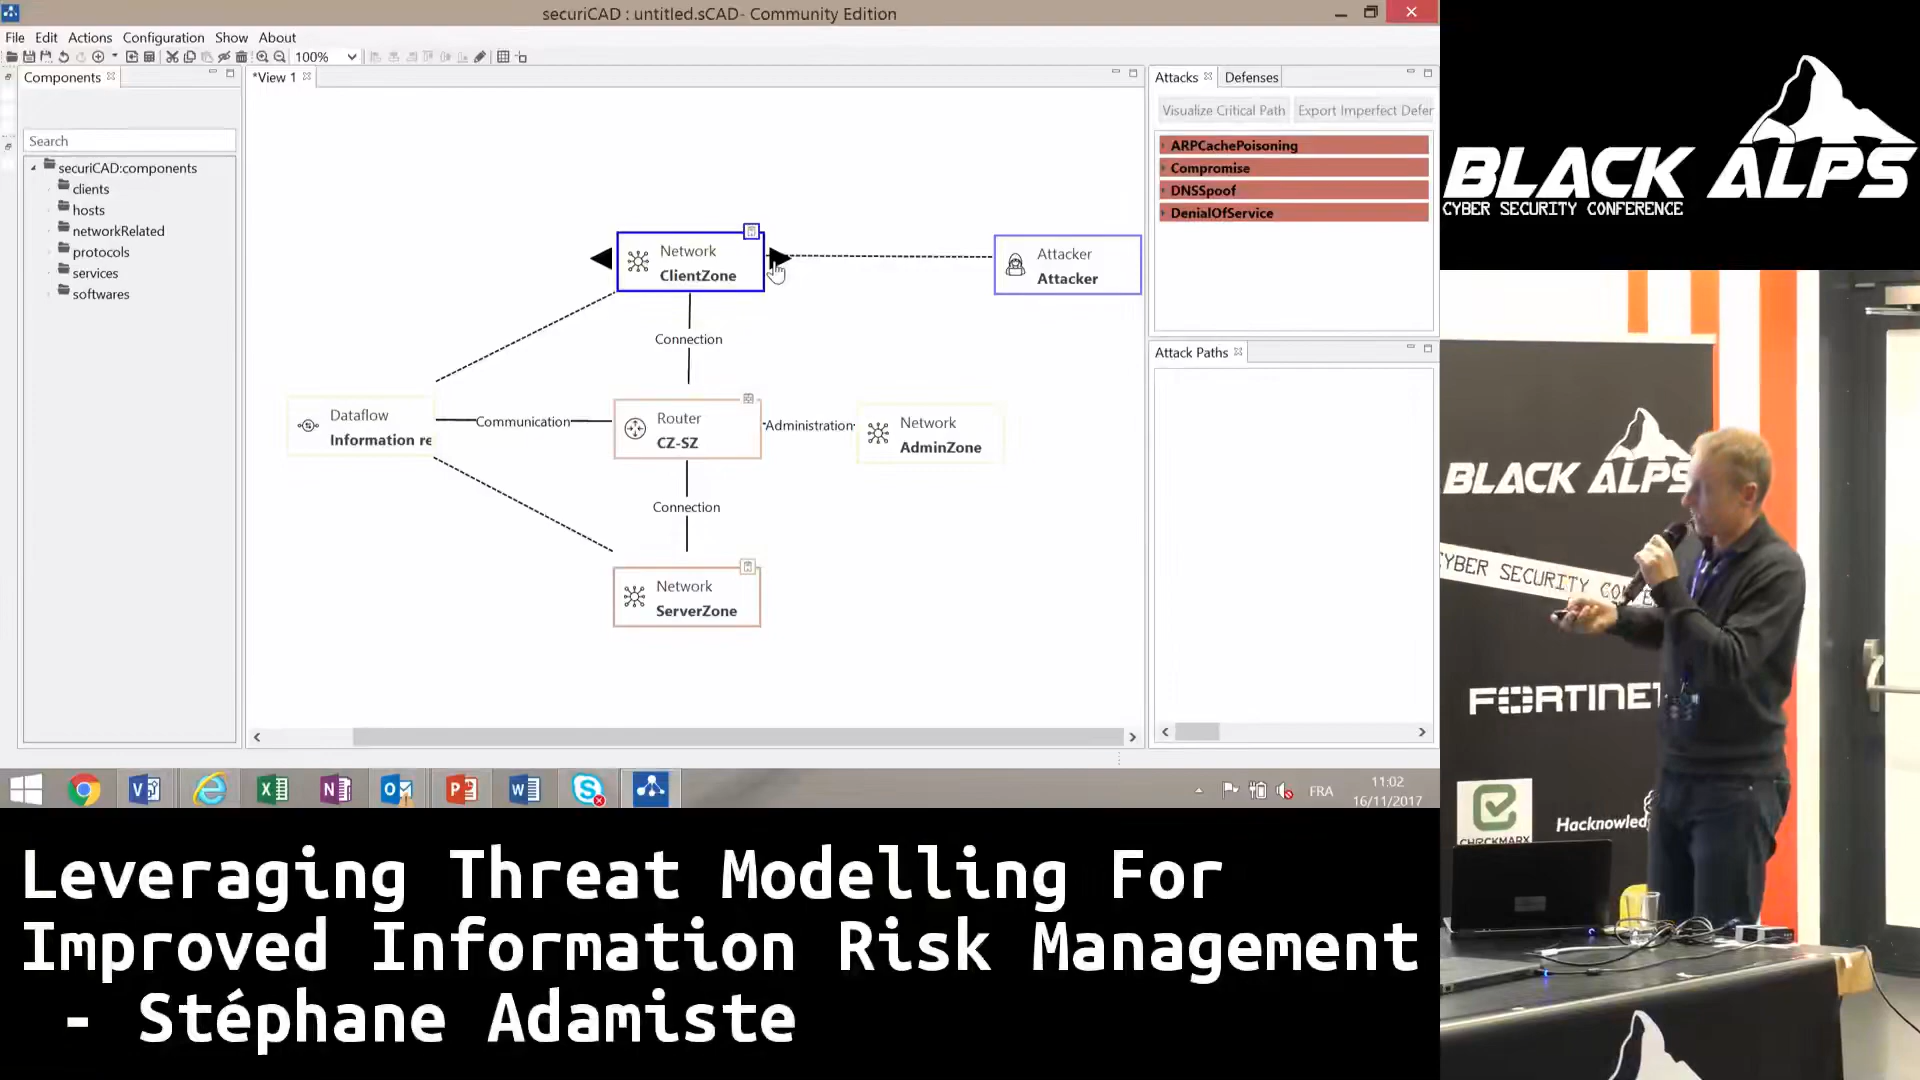 securiCAD : untitled.sCAD- Community Edition
File Edit Actions Configuration Show About
100%
Components
*View 1
Attacks
Defenses
Visualize Critical Path
Export Imperfect Defer
Search
securiCAD:components
clients
hosts
networkRelated
protocols
services
softwares
ARPCachePoisoning
Compromise
DNSSpoof
DenialOfService
Network
ClientZone
Attacker
Attacker
Connection
Dataflow
Information re
Communication
Router
CZ-SZ
Administration
Network
AdminZone
Connection
Network
ServerZone
Attack Paths
FRA
11:02
16/11/2017
BLACK ALPS
CYBER SECURITY CONFERENCE
BLACK ALPS
CYBER SECURITY
FORTINET
CHECKMARX
Hacknowled
Leveraging Threat Modelling For
Improved Information Risk Management
- Stéphane Adamiste